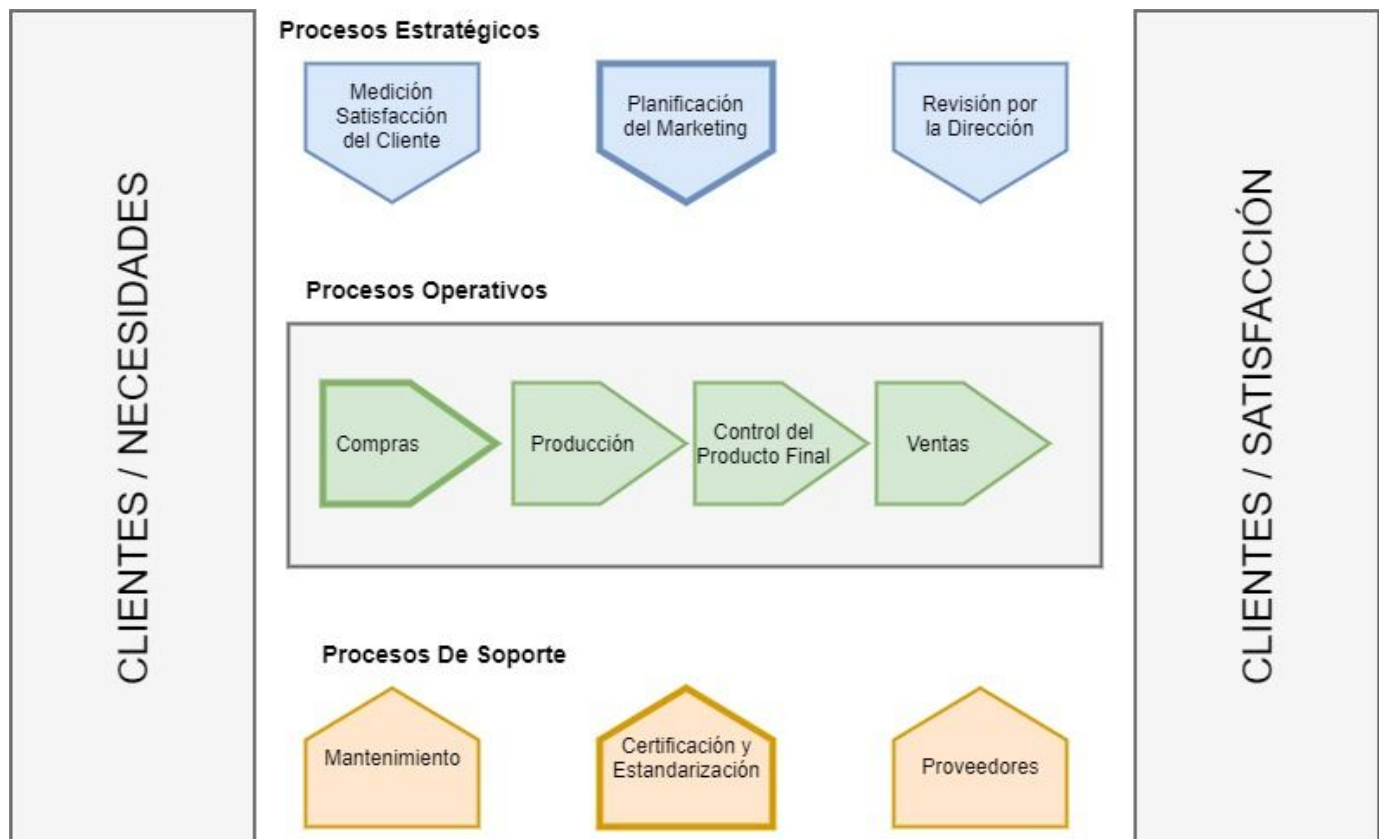 CLIENTES / NECESIDADES
Procesos Estratégicos
Medición
Satisfacción
del Cliente
Planificación
del Marketing
Revisión por
la Dirección
Procesos Operativos
Compras
Producción
Control del
Producto Final
Ventas
Procesos De Soporte
Mantenimiento
Certificación y
Estandarización
Proveedores
CLIENTES / SATISFACCIÓN